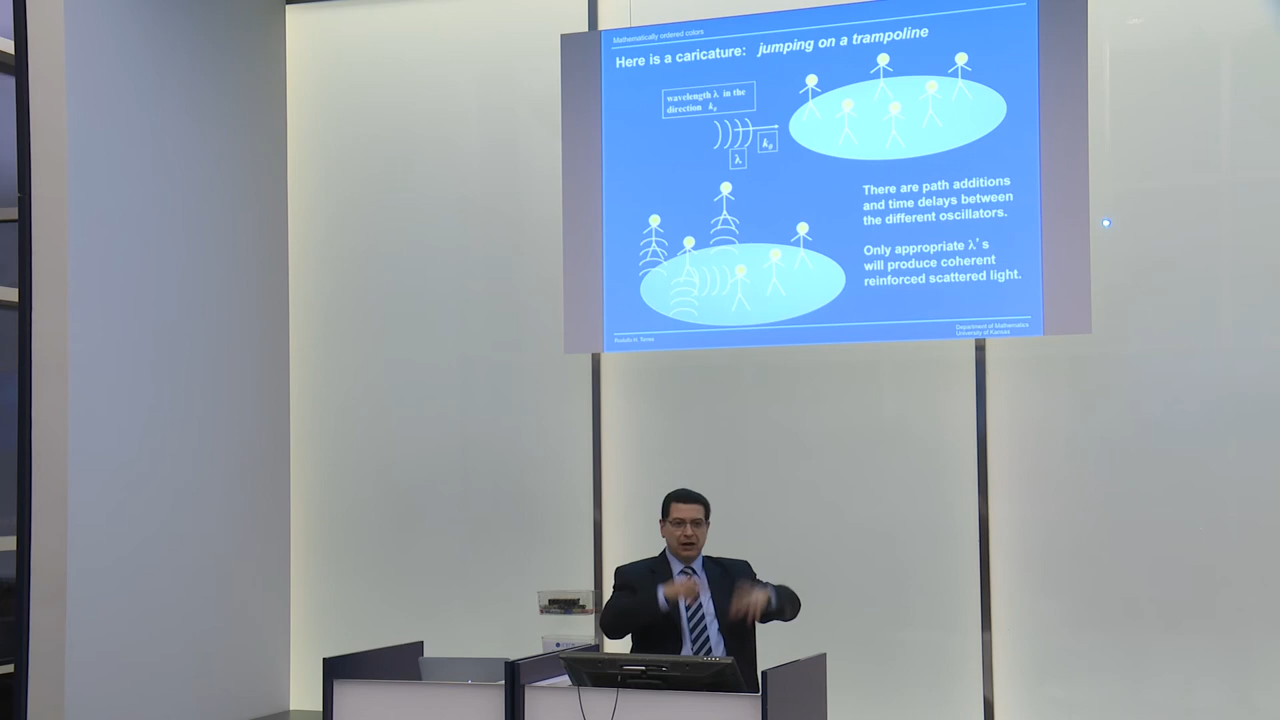 Mathematically ordered colors
Here is a caricature: jumping on a trampoline
wavelength λ in the
direction k₀
k₀
λ
There are path additions
and time delays between
the different oscillators.
Only appropriate λ's
will produce coherent
reinforced scattered light.
Rodolfo H. Torres
Department of Mathematics
University of Kansas